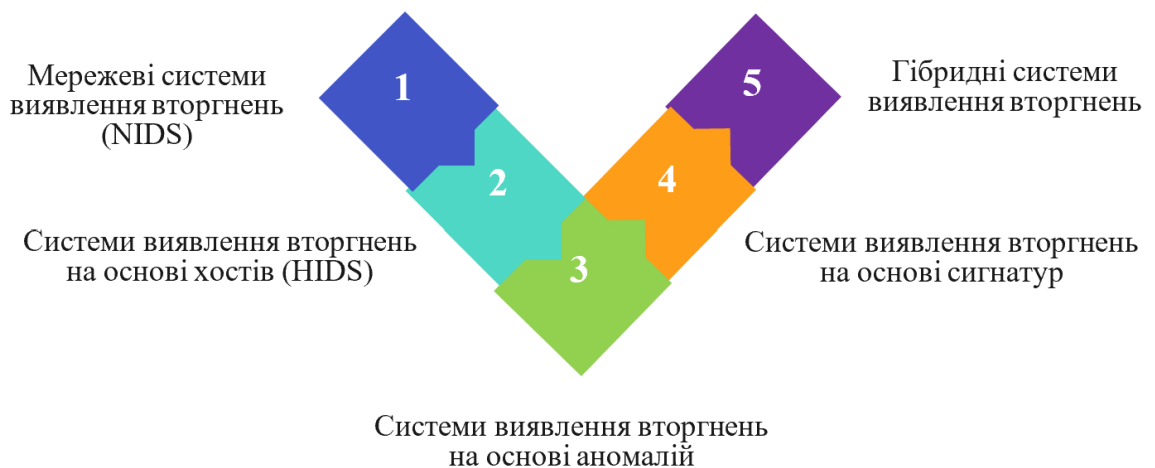 1
Мережеві системи
виявлення вторгнень
(NIDS)
2
Системи виявлення вторгнень
на основі хостів (HIDS)
3
Системи виявлення вторгнень
на основі аномалій
4
Системи виявлення вторгнень
на основі сигнатур
5
Гібридні системи
виявлення вторгнень